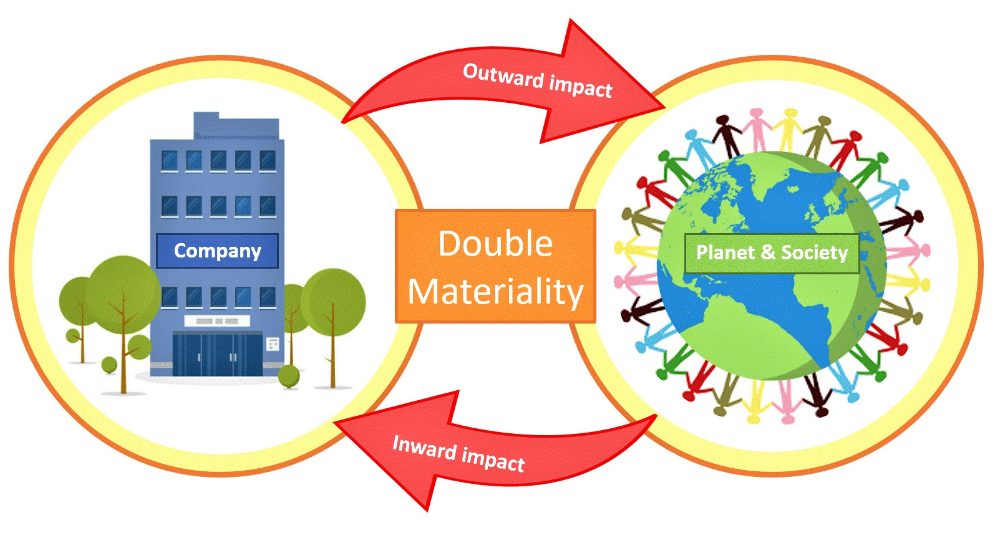 Outward impact
Company
Double
Materiality
Planet & Society
Inward impact